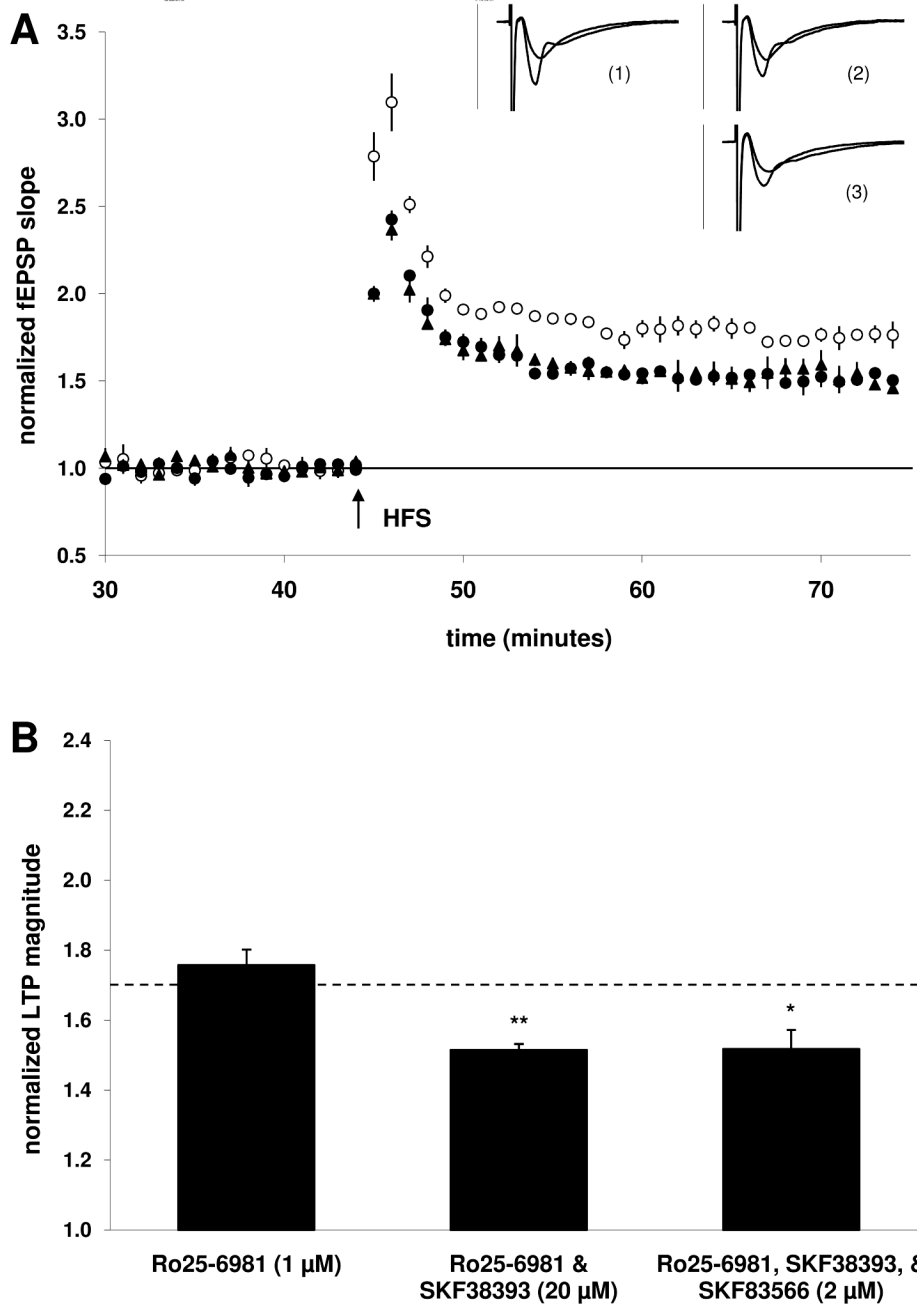 A
3.5
3.0
2.5
2.0
1.5
1.0
0.5
normalized fEPSP slope
(1)
(2)
(3)
HFS
30
40
50
60
70
time (minutes)
B
2.4
2.2
2.0
1.8
1.6
1.4
1.2
1.0
normalized LTP magnitude
**
*
Ro25-6981 (1 µM)
Ro25-6981 &
SKF38393 (20 µM)
Ro25-6981, SKF38393, &
SKF83566 (2 µM)